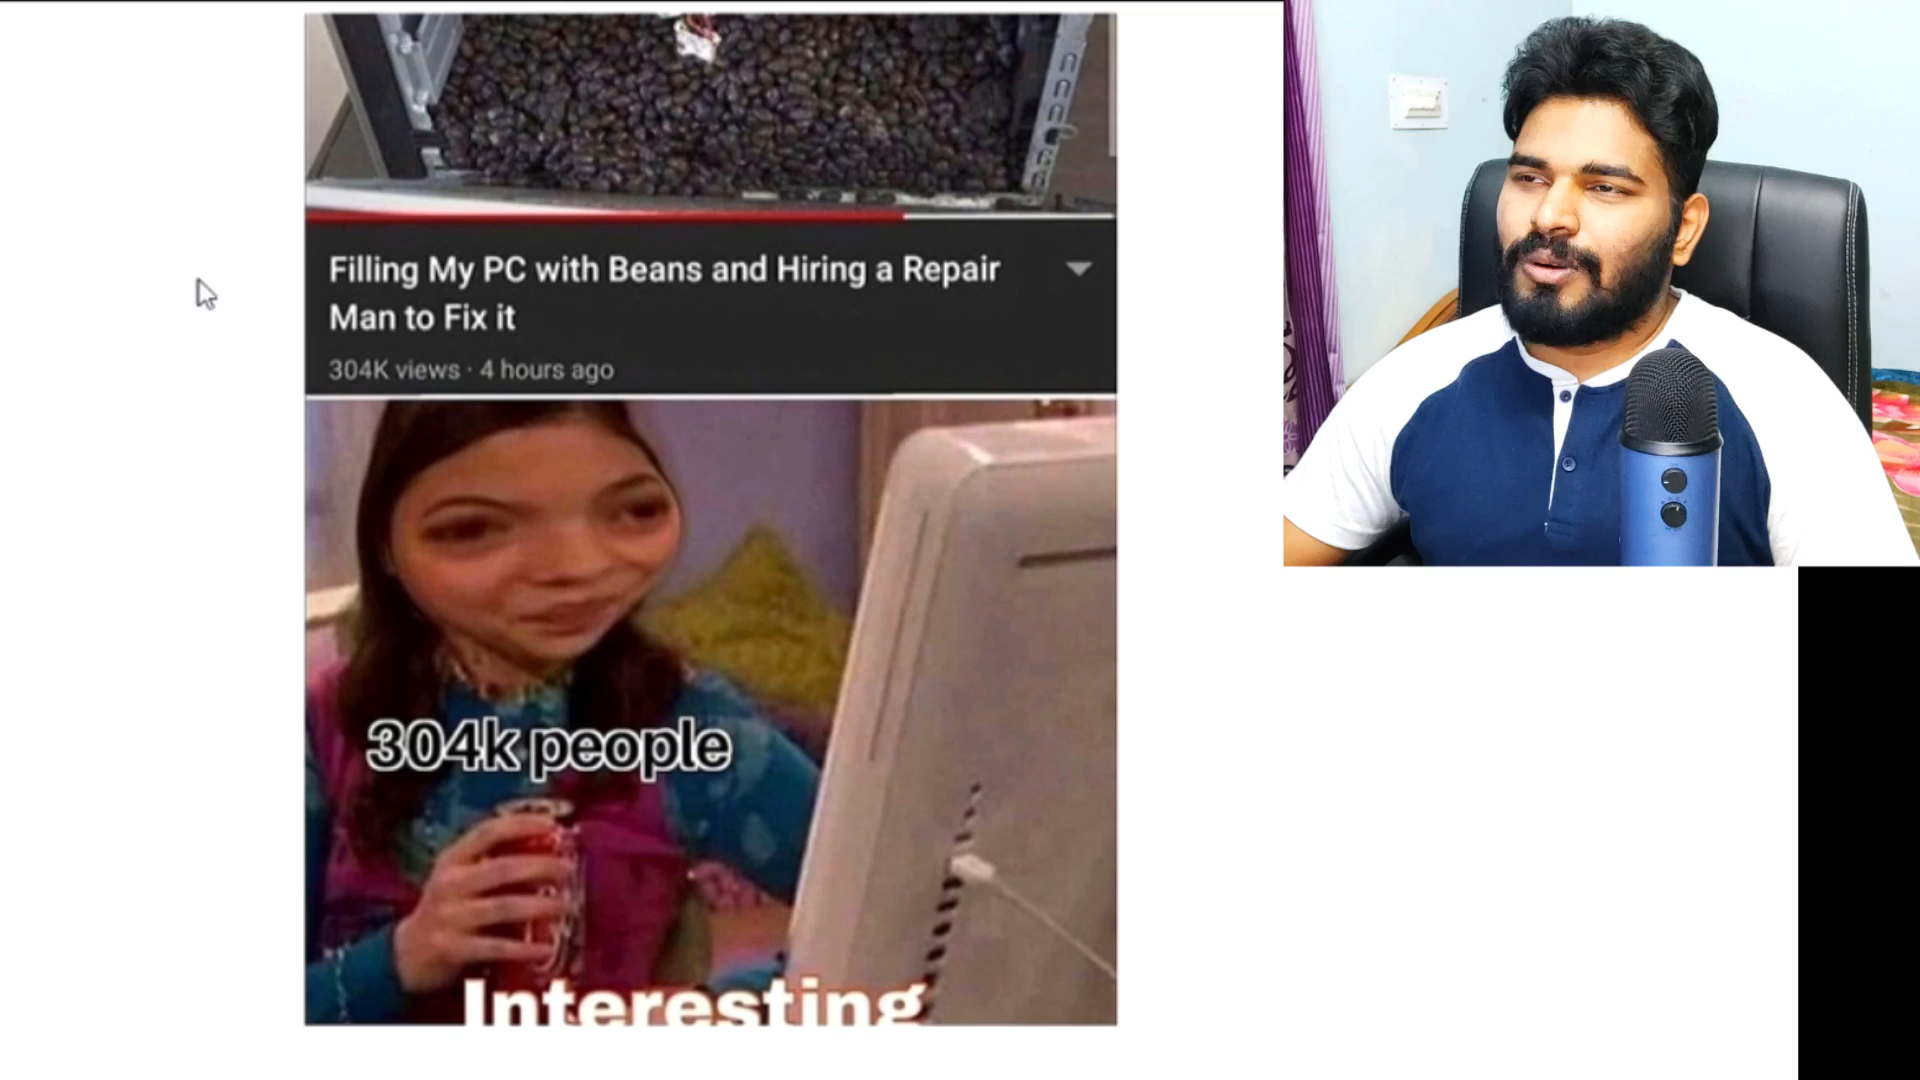 Filling My PC with Beans and Hiring a Repair
Man to Fix it
304K views · 4 hours ago
304k people
Interesting